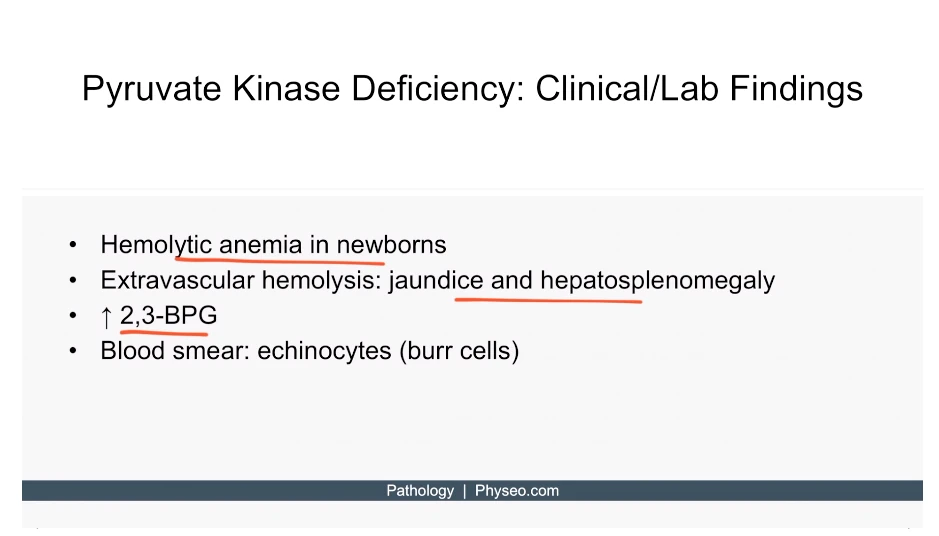 Pyruvate Kinase Deficiency: Clinical/Lab Findings
• Hemolytic anemia in newborns
• Extravascular hemolysis: jaundice and hepatosplenomegaly
• ↑ 2,3-BPG
• Blood smear: echinocytes (burr cells)
Pathology | Physeo.com